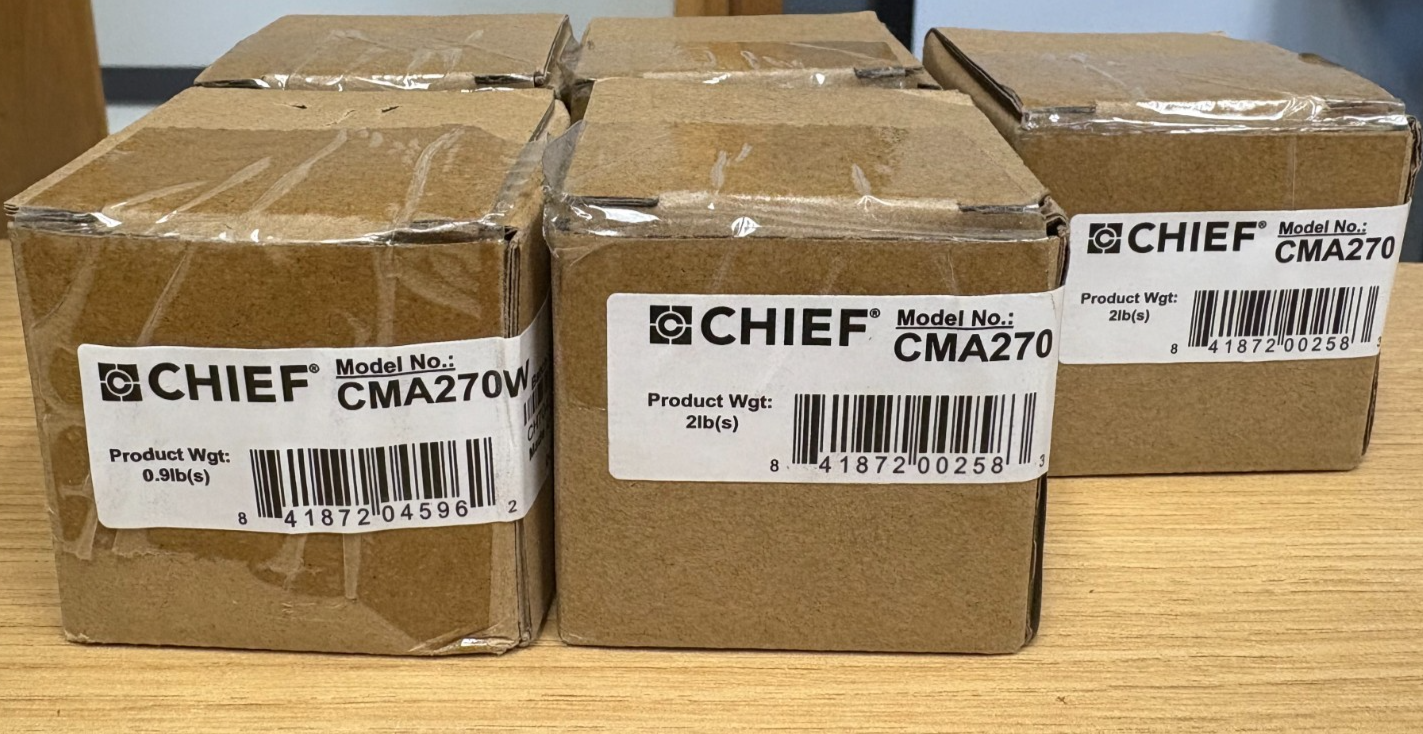 CHIEF®
Model No.:
CMA270W
Product Wgt:
0.9lb(s)
8 41872 04596 2
CHIEF®
Model No.:
CMA270
Product Wgt:
2lb(s)
8 41872 00258 3
CHIEF®
Model No.:
CMA270
Product Wgt:
2lb(s)
8 41872 00258 3